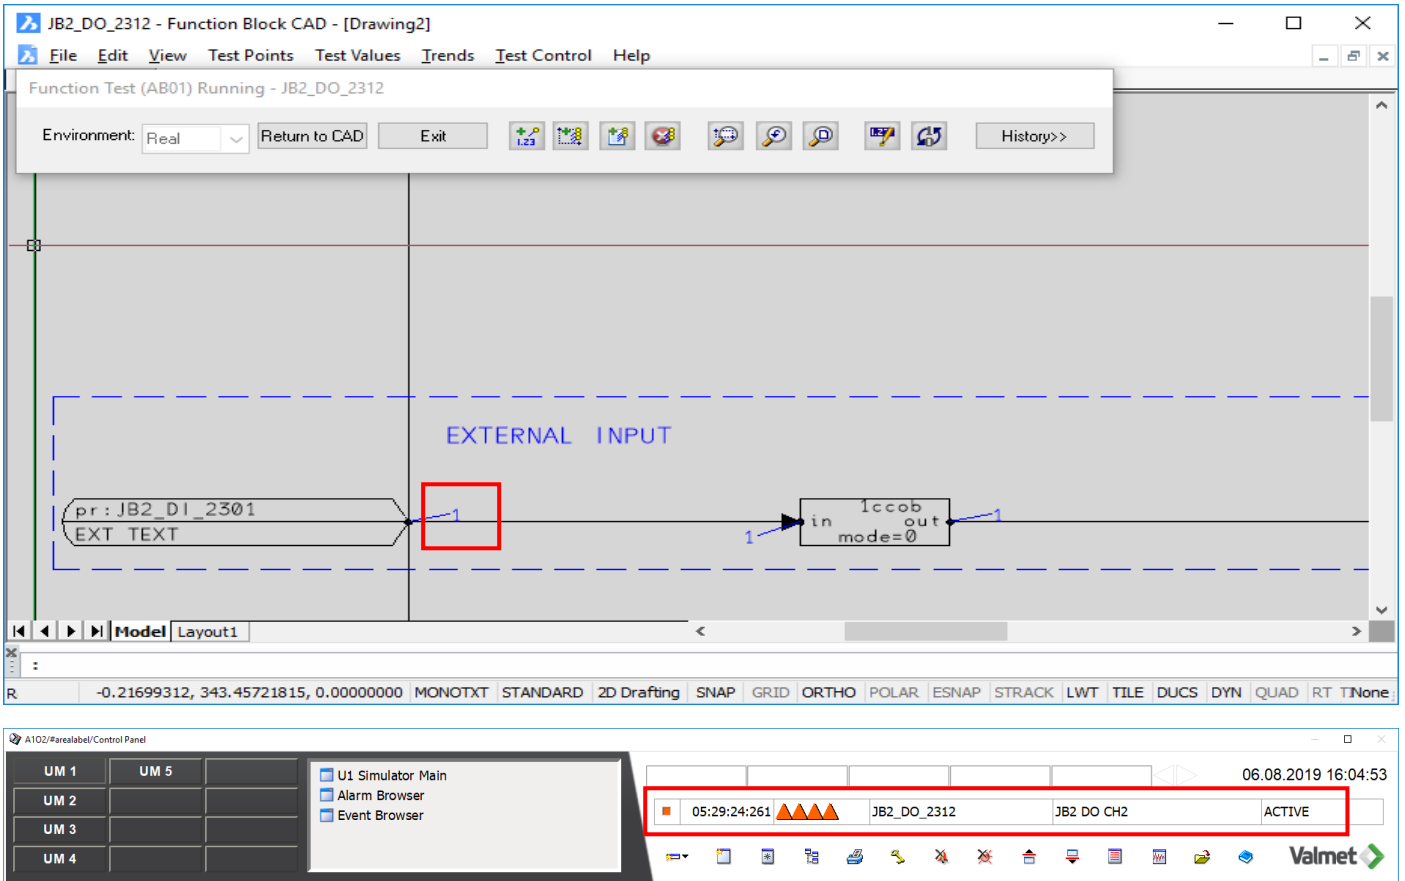 JB2_DO_2312 - Function Block CAD - [Drawing2]
File Edit View Test Points Test Values Trends Test Control Help
Function Test (AB01) Running - JB2_DO_2312
Environment: Real Return to CAD Exit 1.23 History>>
EXTERNAL INPUT
pr:JB2_DI_2301
EXT TEXT
1
1
in 1ccob out
mode=0
1
Model Layout1
:
R -0.21699312, 343.45721815, 0.00000000 MONOTXT STANDARD 2D Drafting SNAP GRID ORTHO POLAR ESNAP STRACK LWT TILE DUCS DYN QUAD RT TI None
A1O2/#arealabel/Control Panel
UM 1 UM 5
UM 2
UM 3
UM 4
U1 Simulator Main
Alarm Browser
Event Browser
06.08.2019 16:04:53
05:29:24:261 JB2_DO_2312 JB2 DO CH2 ACTIVE
Valmet